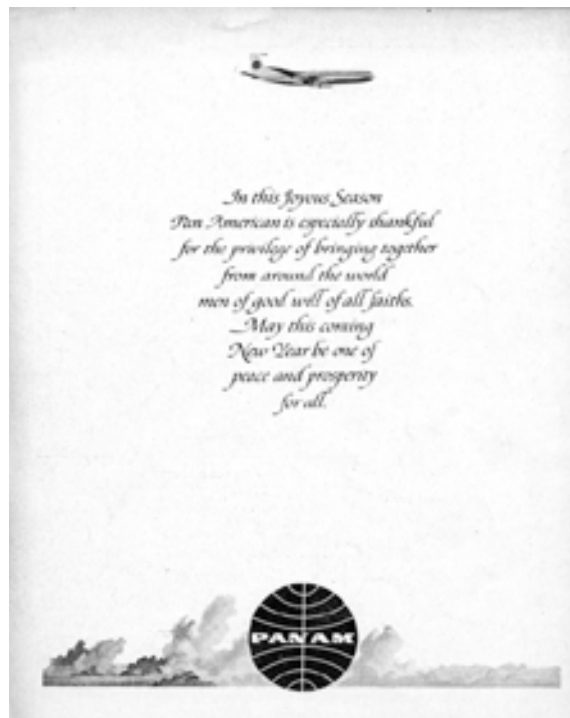 In this Joyous Season
Pan American is especially thankful
for the privilege of bringing together
from around the world
men of good will of all faiths.
May this coming
New Year be one of
peace and prosperity
for all.
PAN AM